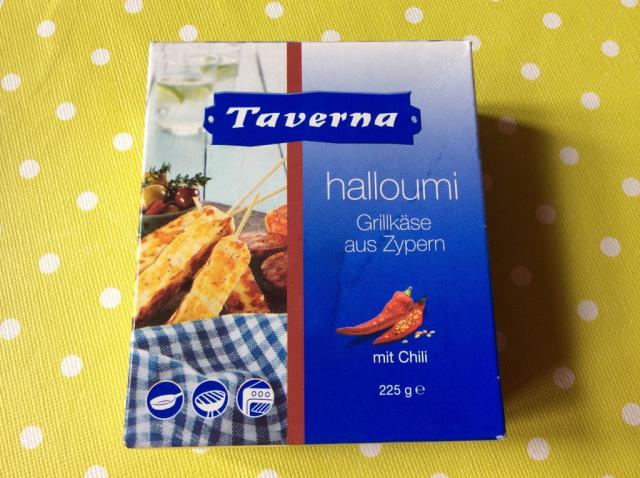 Taverna
halloumi
Grillkäse
aus Zypern
mit Chili
225 g ℮